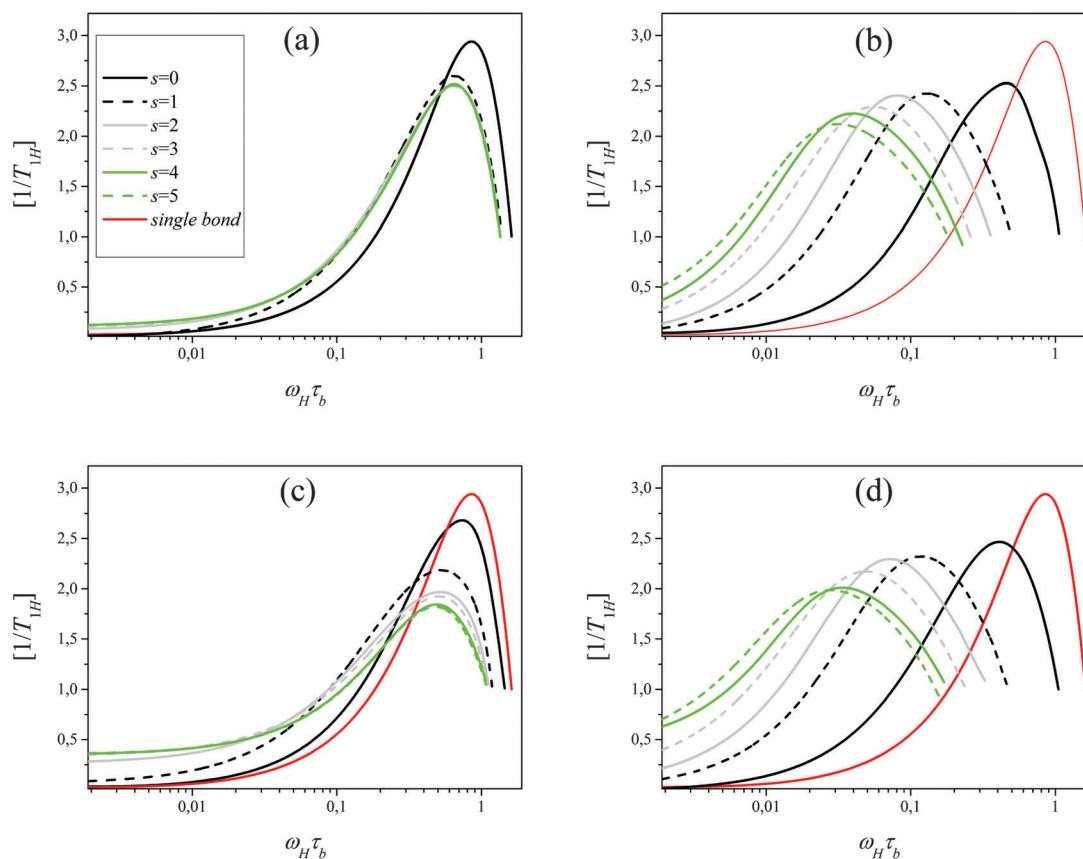 (a)
3,0
2,5
2,0
1,5
1,0
0,5
[1/T1H]
s=0
s=1
s=2
s=3
s=4
s=5
single bond
0,01 0,1 1
ωHτb
(b)
3,0
2,5
2,0
1,5
1,0
0,5
[1/T1H]
0,01 0,1 1
ωHτb
(c)
3,0
2,5
2,0
1,5
1,0
0,5
[1/T1H]
0,01 0,1 1
ωHτb
(d)
3,0
2,5
2,0
1,5
1,0
0,5
[1/T1H]
0,01 0,1 1
ωHτb